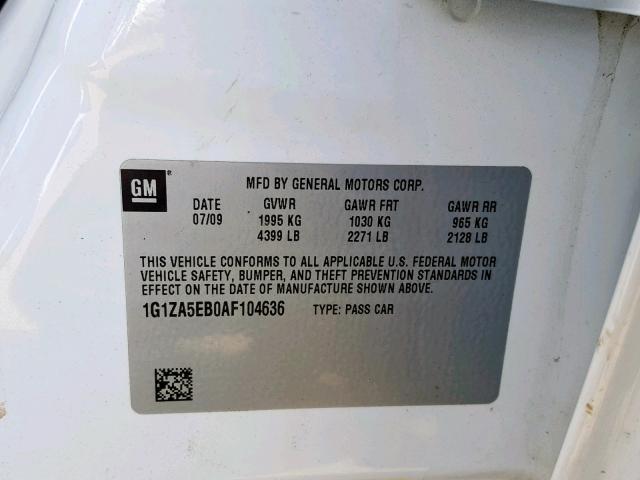 GM®
MFD BY GENERAL MOTORS CORP.
DATE GVWR GAWR FRT GAWR RR
07/09 1995 KG 1030 KG 965 KG
4399 LB 2271 LB 2128 LB
THIS VEHICLE CONFORMS TO ALL APPLICABLE U.S. FEDERAL MOTOR
VEHICLE SAFETY, BUMPER, AND THEFT PREVENTION STANDARDS IN
EFFECT ON THE DATE OF MANUFACTURE SHOWN ABOVE.
1G1ZA5EB0AF104636 TYPE: PASS CAR